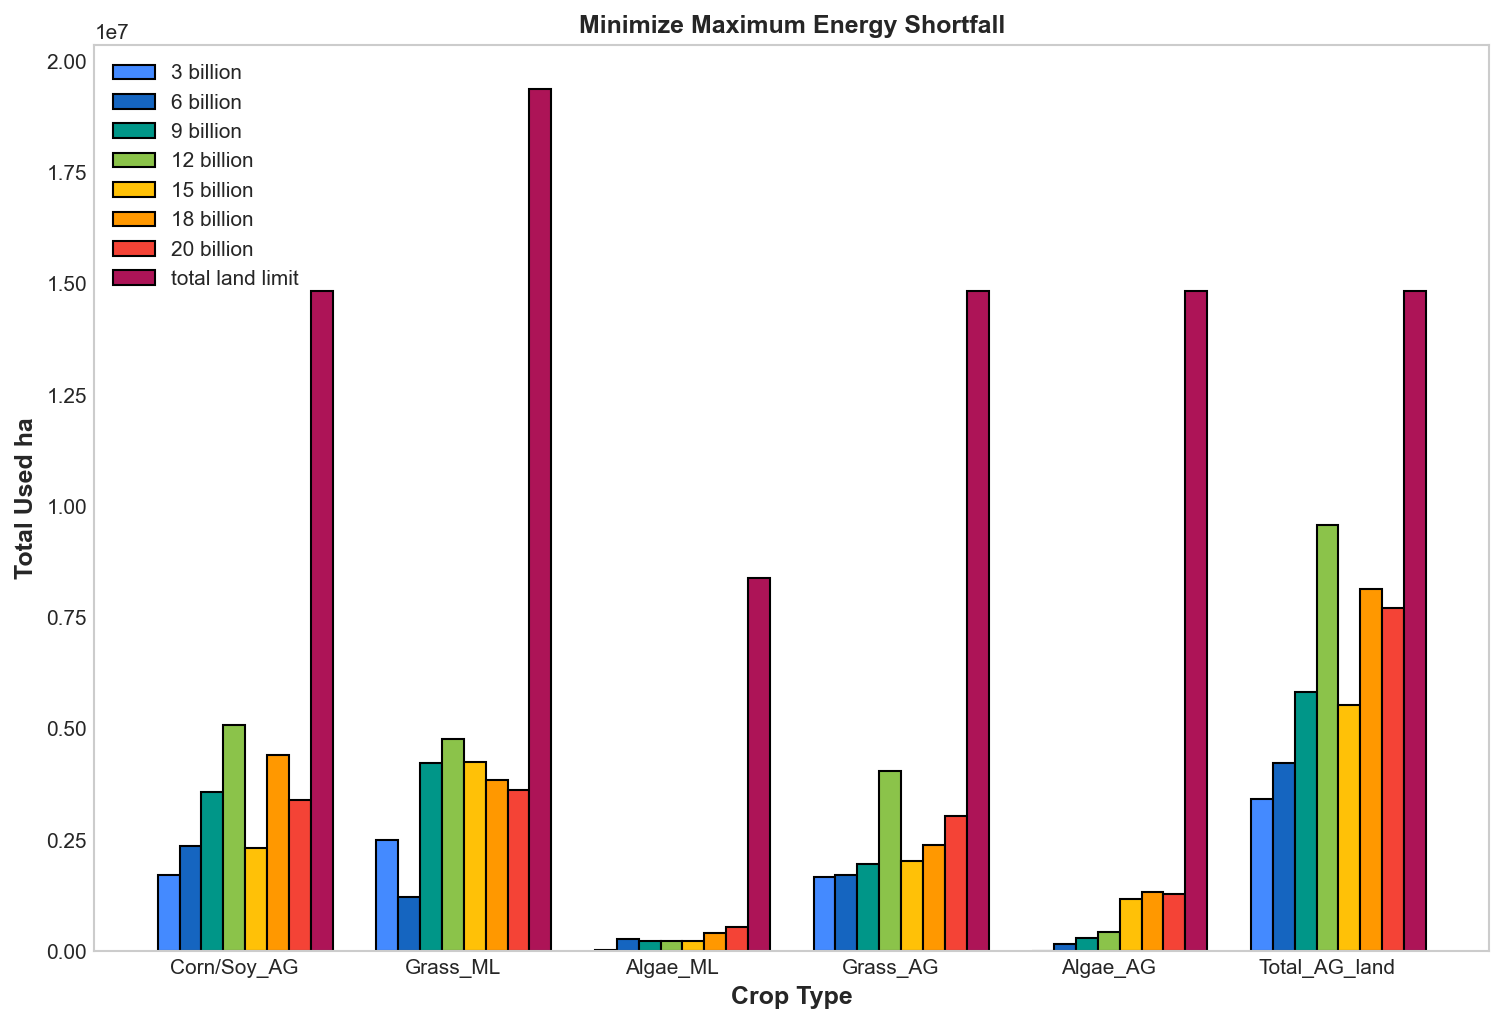 Minimize Maximum Energy Shortfall
1e7
2.00
1.75
1.50
1.25
1.00
0.75
0.50
0.25
0.00
Total Used ha
3 billion
6 billion
9 billion
12 billion
15 billion
18 billion
20 billion
total land limit
Corn/Soy_AG
Grass_ML
Algae_ML
Grass_AG
Algae_AG
Total_AG_land
Crop Type